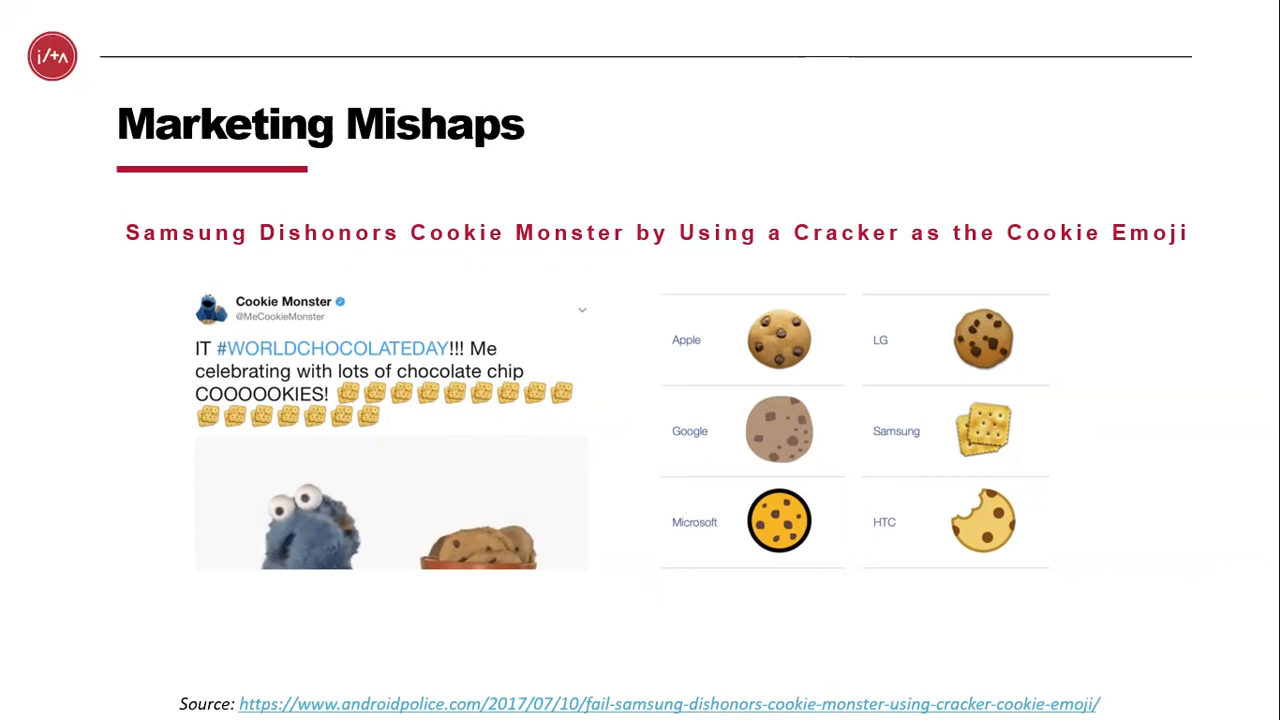 i/tʌ
Marketing Mishaps
Samsung Dishonors Cookie Monster by Using a Cracker as the Cookie Emoji
Cookie Monster
@MeCookieMonster
IT #WORLDCHOCOLATEDAY!!! Me
celebrating with lots of chocolate chip
COOOOOKIES! 🍪🍪🍪🍪🍪🍪🍪🍪🍪
🍪🍪🍪🍪🍪🍪🍪
Apple
LG
Google
Samsung
Microsoft
HTC
Source: https://www.androidpolice.com/2017/07/10/fail-samsung-dishonors-cookie-monster-using-cracker-cookie-emoji/